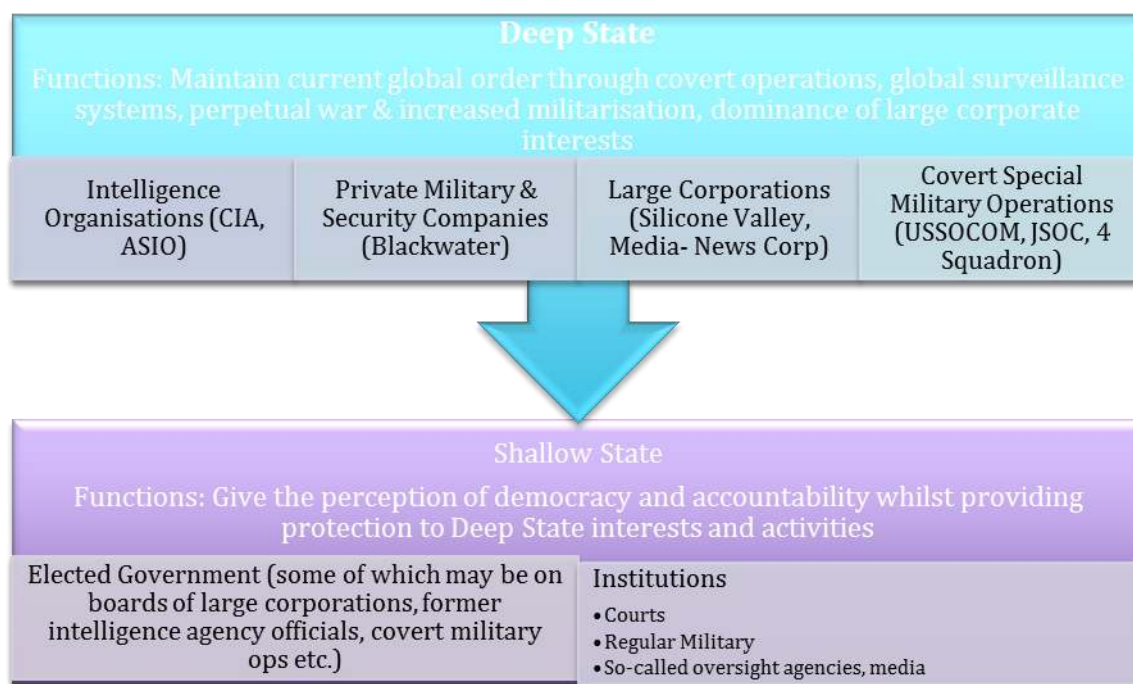 Deep State
Functions: Maintain current global order through covert operations, global surveillance
systems, perpetual war & increased militarisation, dominance of large corporate
interests
Intelligence
Organisations (CIA,
ASIO)
Private Military &
Security Companies
(Blackwater)
Large Corporations
(Silicone Valley,
Media- News Corp)
Covert Special
Military Operations
(USSOCOM, JSOC, 4
Squadron)
Shallow State
Functions: Give the perception of democracy and accountability whilst providing
protection to Deep State interests and activities
Elected Government (some of which may be on
boards of large corporations, former
intelligence agency officials, covert military
ops etc.)
Institutions
•Courts
•Regular Military
•So-called oversight agencies, media